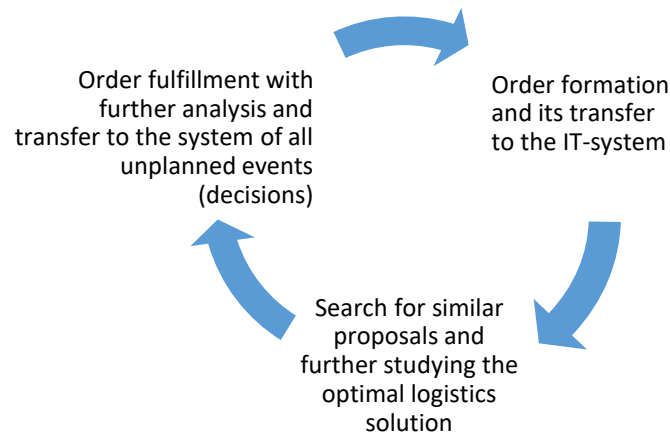 Order fulfillment with
further analysis and
transfer to the system of all
unplanned events
(decisions)
Order formation
and its transfer
to the IT-system
Search for similar
proposals and
further studying the
optimal logistics
solution